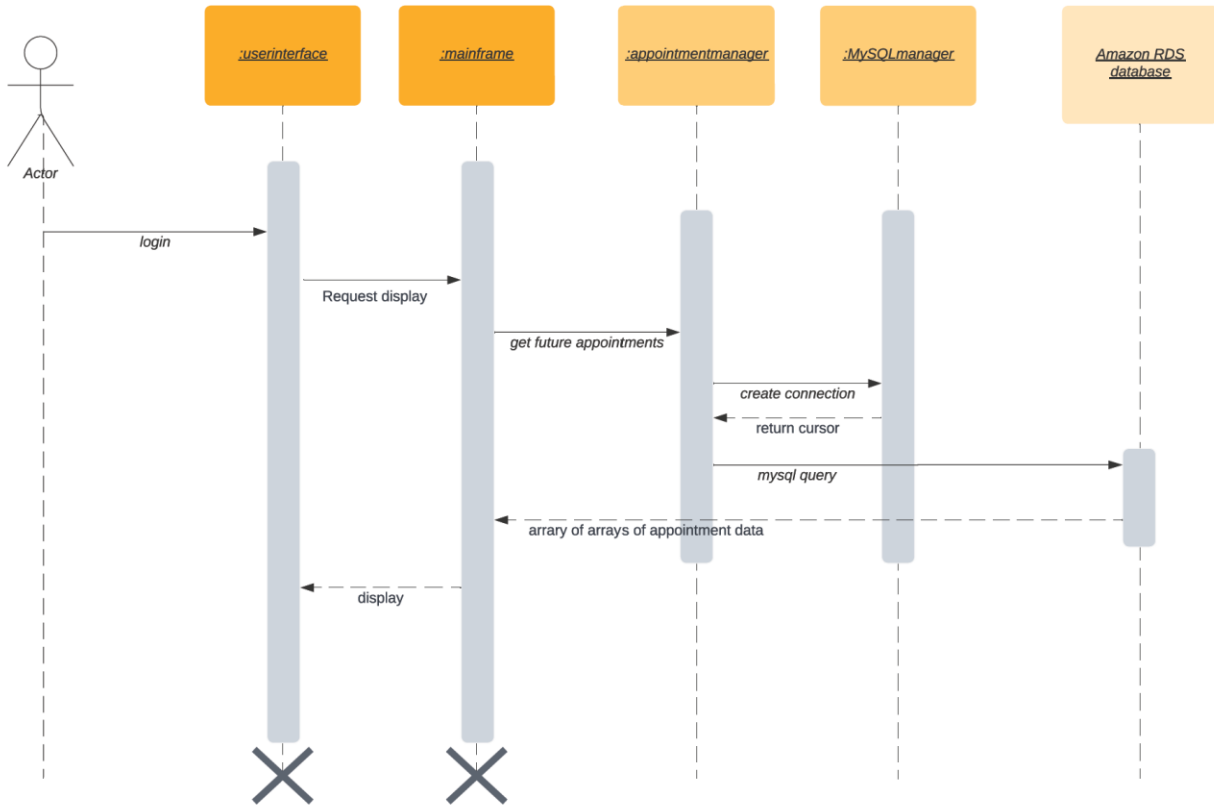 :userinterface
:mainframe
:appointmentmanager
:MySQLmanager
Amazon RDS
database
Actor
login
Request display
get future appointments
create connection
return cursor
mysql query
arrary of arrays of appointment data
display